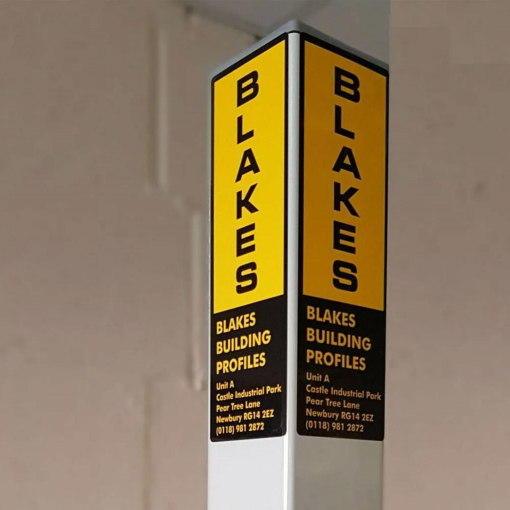 BLAKES
BLAKES
BUILDING
PROFILES
Unit A
Castle Industrial Park
Pear Tree Lane
Newbury RG14 2EZ
(0118) 981 2872
BLAKES
BLAKES
BUILDING
PROFILES
Unit A
Castle Industrial Park
Pear Tree Lane
Newbury RG14 2EZ
(0118) 981 2872